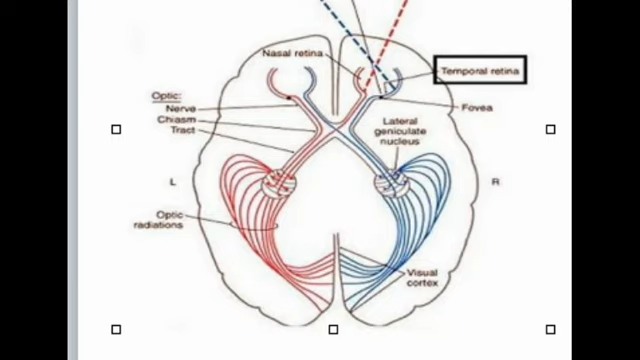 Nasal retina
Temporal retina
Optic:
Nerve
Chiasm
Tract
Fovea
Lateral
geniculate
nucleus
L
R
Optic
radiations
Visual
cortex